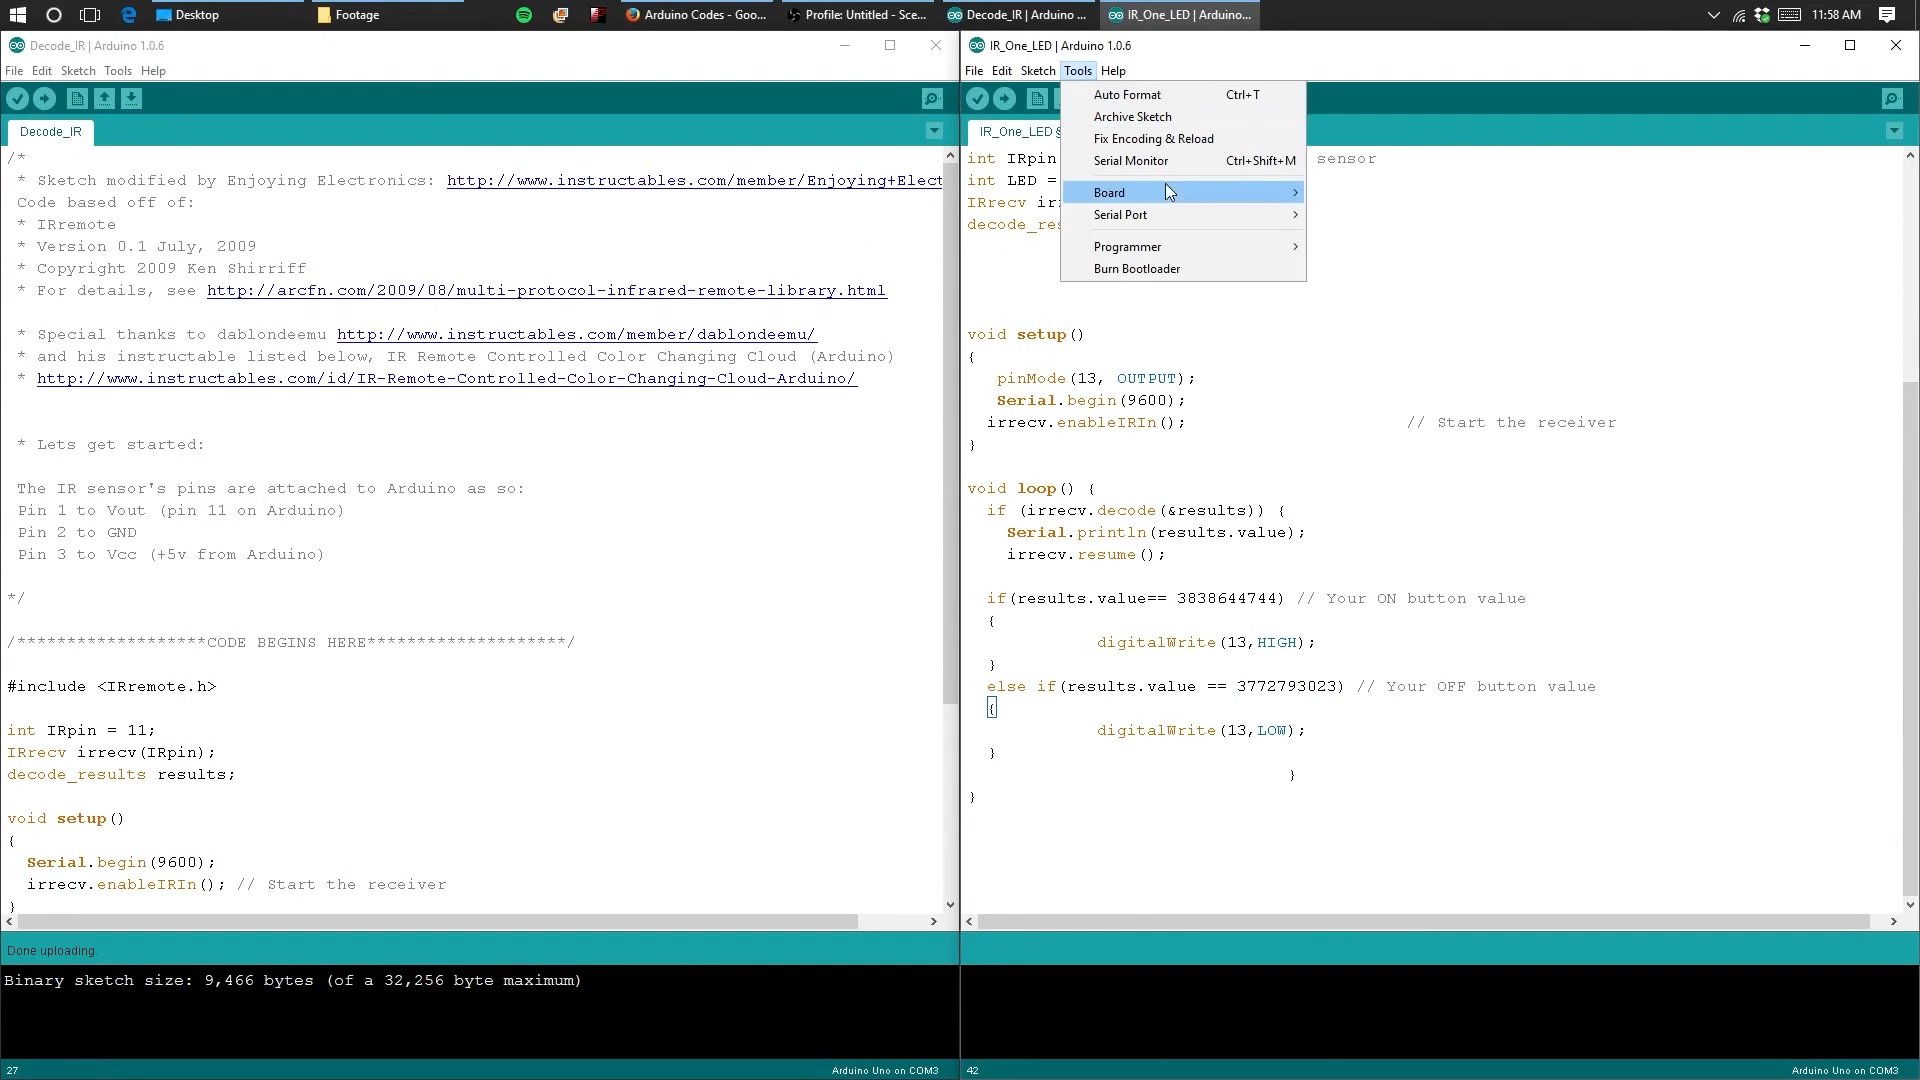 Desktop
Footage
Arduino Codes - Goo...
Profile: Untitled - Sce...
Decode_IR | Arduino ...
IR_One_LED | Arduino...
11:58 AM
Decode_IR | Arduino 1.0.6
File Edit Sketch Tools Help
Decode_IR
/*
* Sketch modified by Enjoying Electronics: http://www.instructables.com/member/Enjoying+Elect
Code based off of:
* IRremote
* Version 0.1 July, 2009
* Copyright 2009 Ken Shirriff
* For details, see http://arcfn.com/2009/08/multi-protocol-infrared-remote-library.html
* Special thanks to dablondeemu http://www.instructables.com/member/dablondeemu/
* and his instructable listed below, IR Remote Controlled Color Changing Cloud (Arduino)
* http://www.instructables.com/id/IR-Remote-Controlled-Color-Changing-Cloud-Arduino/
* Lets get started:
The IR sensor's pins are attached to Arduino as so:
Pin 1 to Vout (pin 11 on Arduino)
Pin 2 to GND
Pin 3 to Vcc (+5v from Arduino)
*/
/*******************CODE BEGINS HERE********************/
#include <IRremote.h>
int IRpin = 11;
IRrecv irrecv(IRpin);
decode_results results;
void setup()
{
Serial.begin(9600);
irrecv.enableIRIn(); // Start the receiver
}
Done uploading.
Binary sketch size: 9,466 bytes (of a 32,256 byte maximum)
27
Arduino Uno on COM3
IR_One_LED | Arduino 1.0.6
File Edit Sketch Tools Help
Auto Format Ctrl+T
Archive Sketch
Fix Encoding & Reload
Serial Monitor Ctrl+Shift+M
Board
Serial Port
Programmer
Burn Bootloader
IR_One_LED §
int IRpin sensor
int LED =
IRrecv irr
decode_res
void setup()
{
pinMode(13, OUTPUT);
Serial.begin(9600);
irrecv.enableIRIn(); // Start the receiver
}
void loop() {
if (irrecv.decode(&results)) {
Serial.println(results.value);
irrecv.resume();
if(results.value== 3838644744) // Your ON button value
{
digitalWrite(13,HIGH);
}
else if(results.value == 3772793023) // Your OFF button value
{
digitalWrite(13,LOW);
}
}
}
42
Arduino Uno on COM3